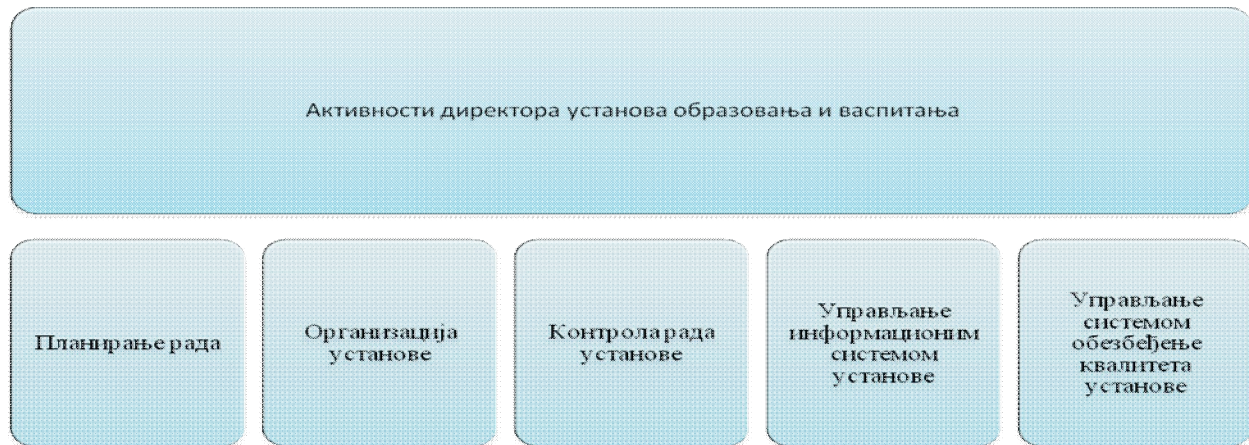 Активности директора установа образовања и васпитања
Планирање рада
Организација
установе
Контрола рада
установе
Управљање
информационим
системом
установе
Управљање
системом
обезбеђење
квалитета
установе